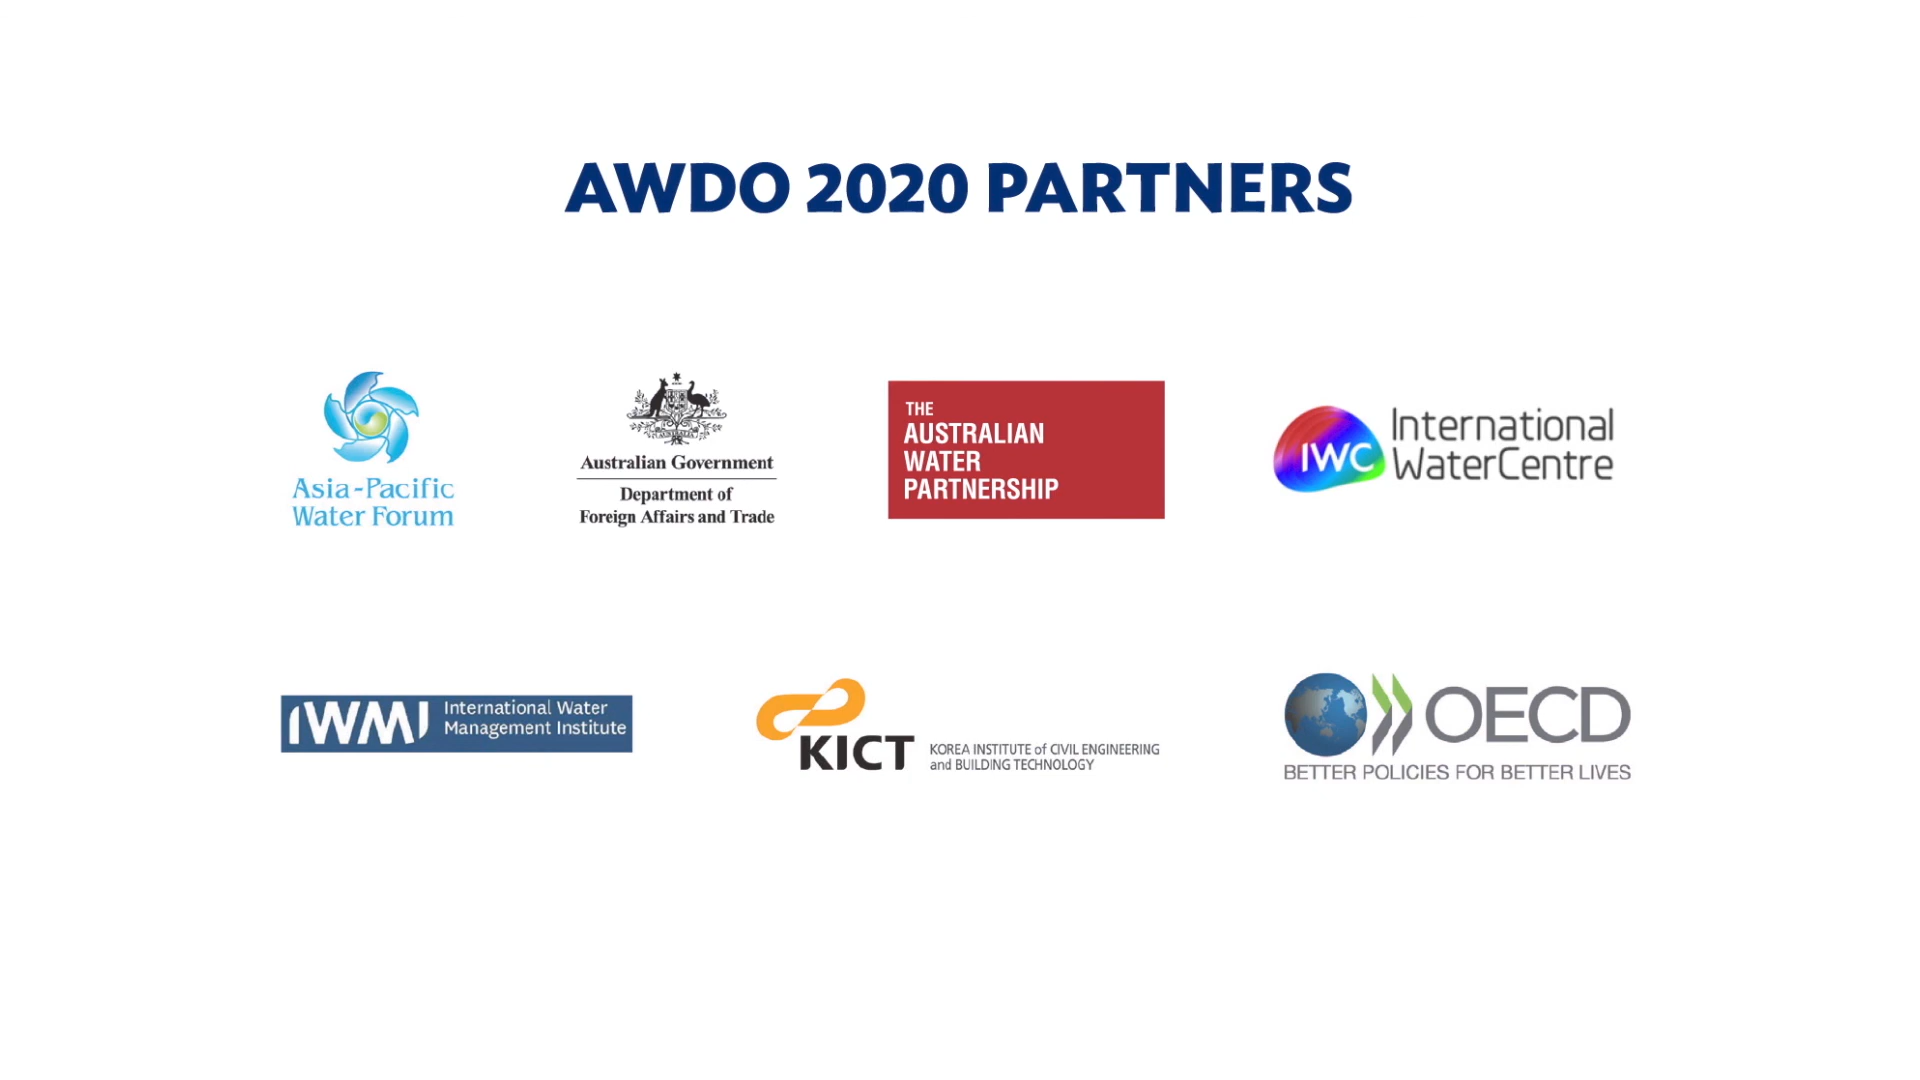 AWDO 2020 PARTNERS
Asia-Pacific
Water Forum
AUSTRALIA
Australian Government
Department of
Foreign Affairs and Trade
THE
AUSTRALIAN
WATER
PARTNERSHIP
IWC
International
WaterCentre
IWMI
International Water
Management Institute
KICT
KOREA INSTITUTE of CIVIL ENGINEERING
and BUILDING TECHNOLOGY
OECD
BETTER POLICIES FOR BETTER LIVES